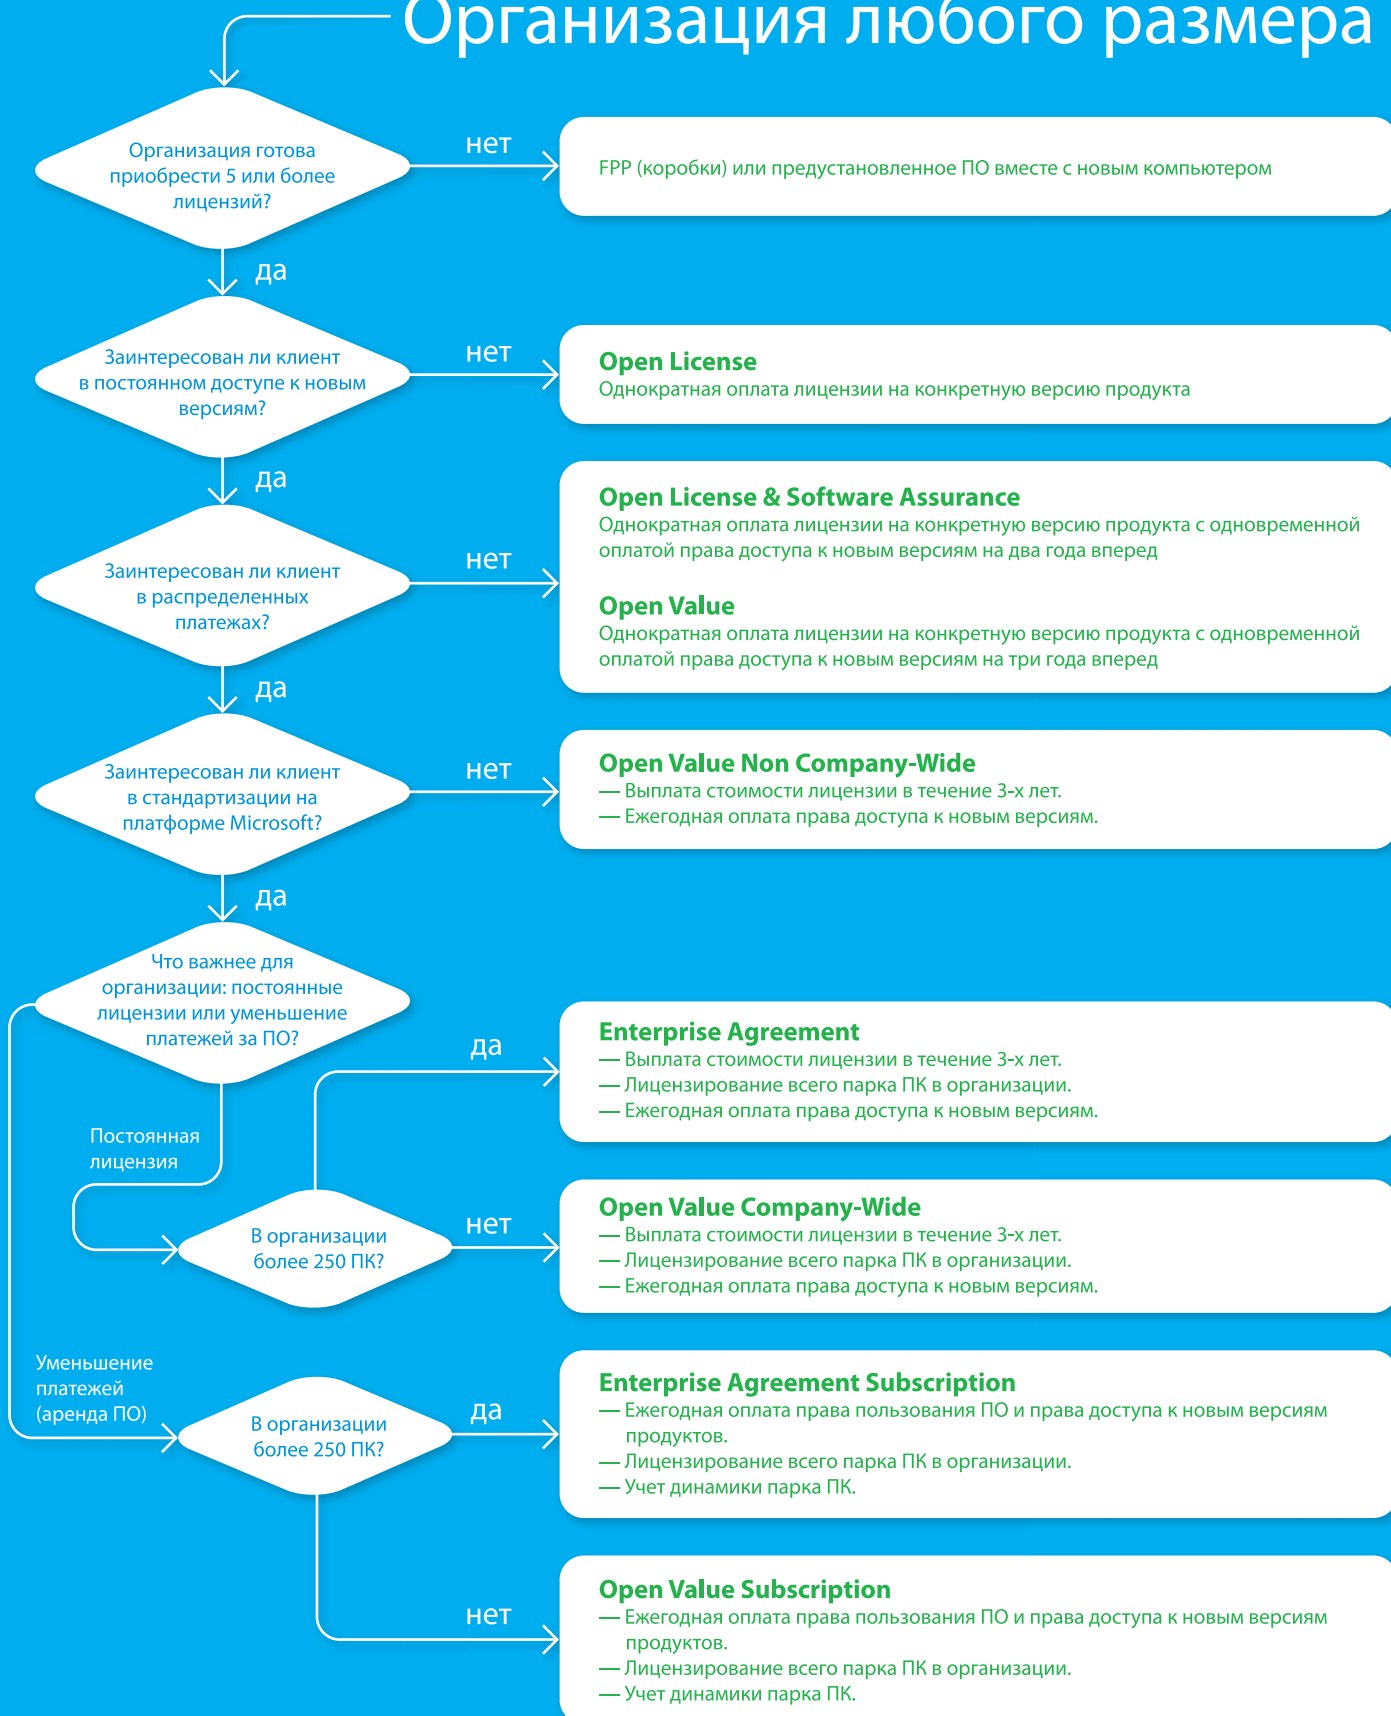 Организация любого размера
Организация готова
приобрести 5 или более
лицензий?
нет
FPP (коробки) или предустановленное ПО вместе с новым компьютером
да
Заинтересован ли клиент
в постоянном доступе к новым
версиям?
нет
Open License
Однократная оплата лицензии на конкретную версию продукта
да
Заинтересован ли клиент
в распределенных
платежах?
нет
Open License & Software Assurance
Однократная оплата лицензии на конкретную версию продукта с одновременной
оплатой права доступа к новым версиям на два года вперед
Open Value
Однократная оплата лицензии на конкретную версию продукта с одновременной
оплатой права доступа к новым версиям на три года вперед
да
Заинтересован ли клиент
в стандартизации на
платформе Microsoft?
нет
Open Value Non Company-Wide
— Выплата стоимости лицензии в течение 3-х лет.
— Ежегодная оплата права доступа к новым версиям.
да
Что важнее для
организации: постоянные
лицензии или уменьшение
платежей за ПО?
Постоянная
лицензия
В организации
более 250 ПК?
да
Enterprise Agreement
— Выплата стоимости лицензии в течение 3-х лет.
— Лицензирование всего парка ПК в организации.
— Ежегодная оплата права доступа к новым версиям.
нет
Open Value Company-Wide
— Выплата стоимости лицензии в течение 3-х лет.
— Лицензирование всего парка ПК в организации.
— Ежегодная оплата права доступа к новым версиям.
Уменьшение
платежей
(аренда ПО)
В организации
более 250 ПК?
да
Enterprise Agreement Subscription
— Ежегодная оплата права пользования ПО и права доступа к новым версиям
продуктов.
— Лицензирование всего парка ПК в организации.
— Учет динамики парка ПК.
нет
Open Value Subscription
— Ежегодная оплата права пользования ПО и права доступа к новым версиям
продуктов.
— Лицензирование всего парка ПК в организации.
— Учет динамики парка ПК.